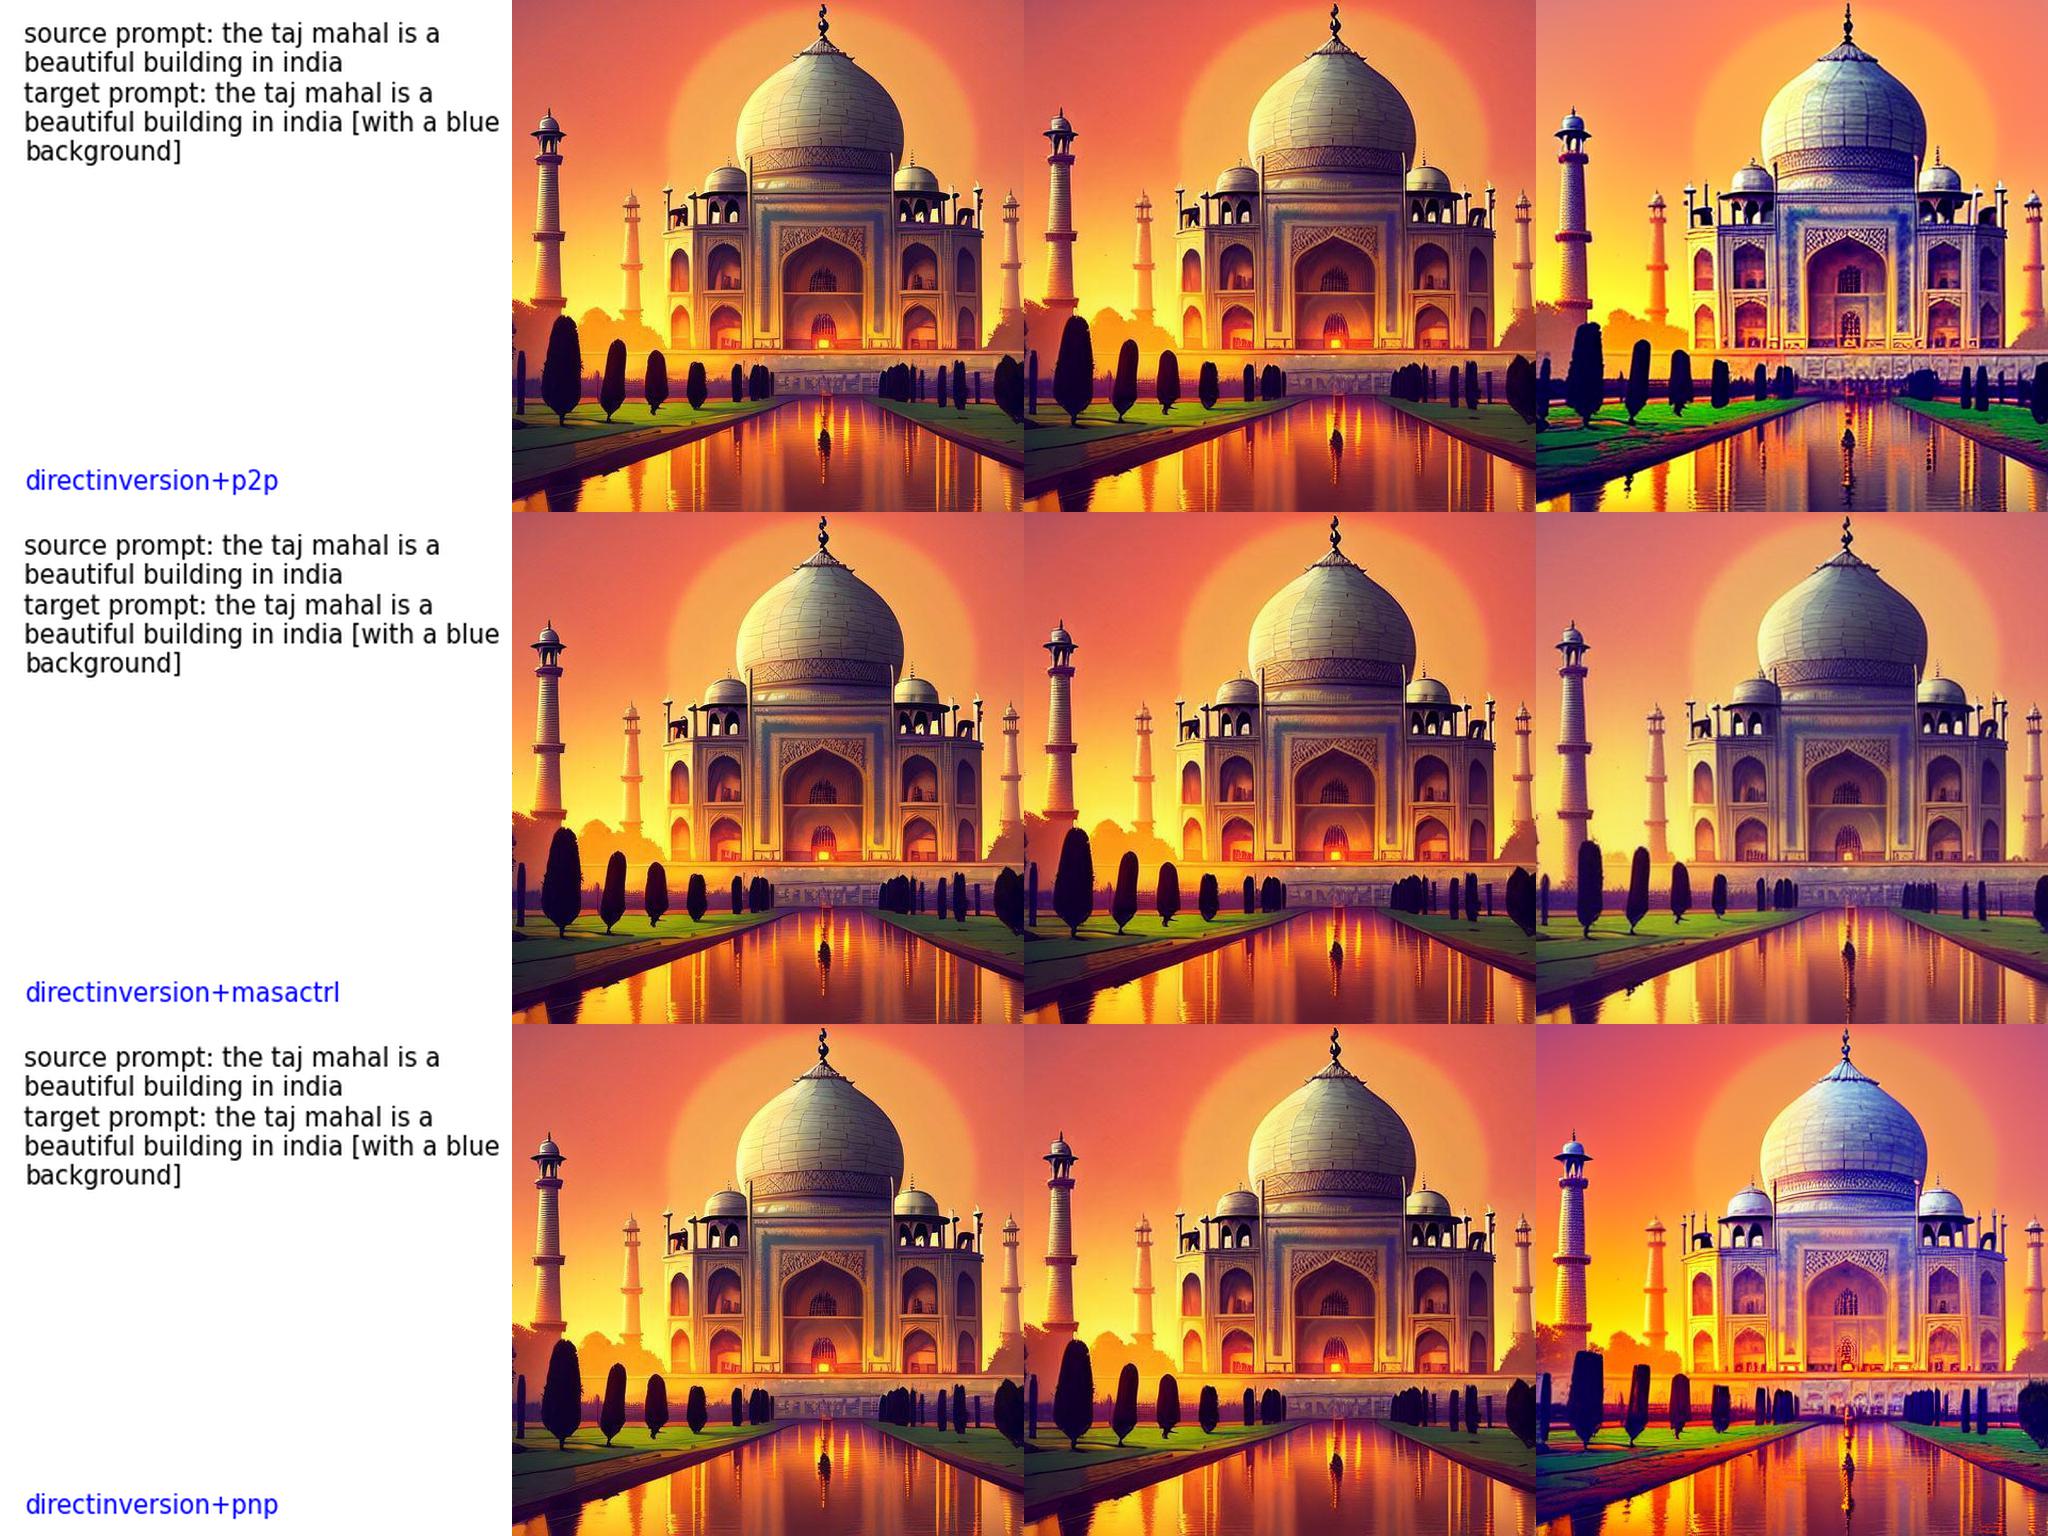 source prompt: the taj mahal is a
beautiful building in india
target prompt: the taj mahal is a
beautiful building in india [with a blue
background]
directinversion+p2p
source prompt: the taj mahal is a
beautiful building in india
target prompt: the taj mahal is a
beautiful building in india [with a blue
background]
directinversion+masactrl
source prompt: the taj mahal is a
beautiful building in india
target prompt: the taj mahal is a
beautiful building in india [with a blue
background]
directinversion+pnp